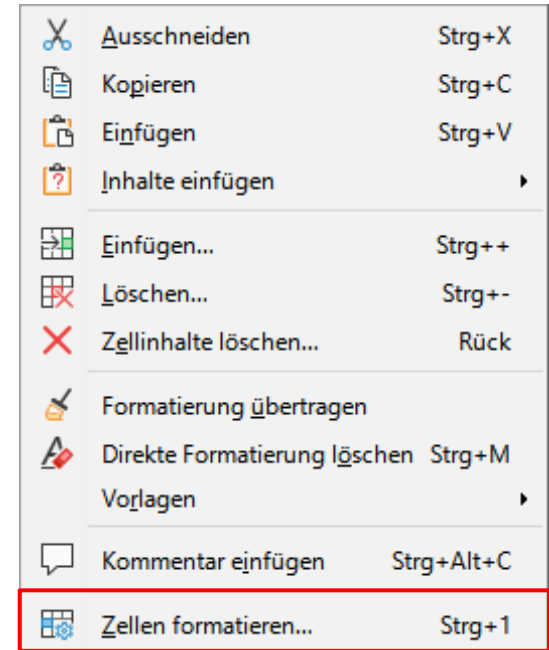 Ausschneiden Strg+X
Kopieren Strg+C
Einfügen Strg+V
Inhalte einfügen
Einfügen... Strg++
Löschen... Strg+-
Zellinhalte löschen... Rück
Formatierung übertragen
Direkte Formatierung löschen Strg+M
Vorlagen
Kommentar einfügen Strg+Alt+C
Zellen formatieren... Strg+1